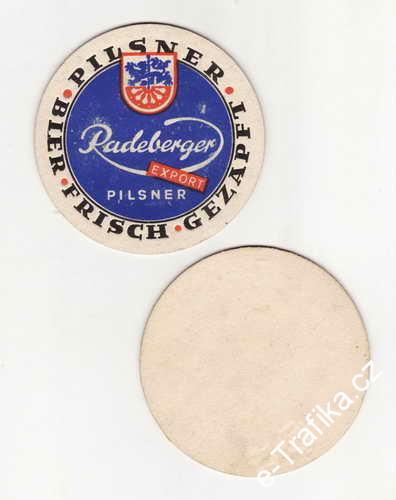 PILSNER · BIER · FRISCH · GEZAPFT ·
Radeberger
EXPORT
PILSNER
e-Trafika.cz